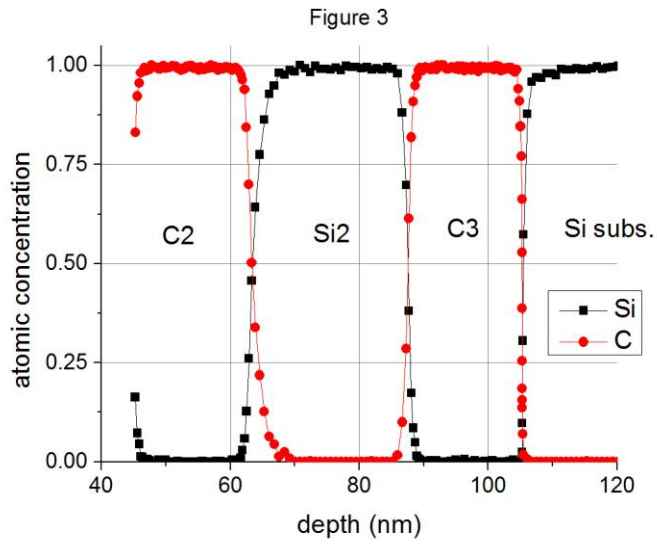 Figure 3
1.00
0.75
0.50
0.25
0.00
atomic concentration
C2
Si2
C3
Si subs.
Si
C
40
60
80
100
120
depth (nm)